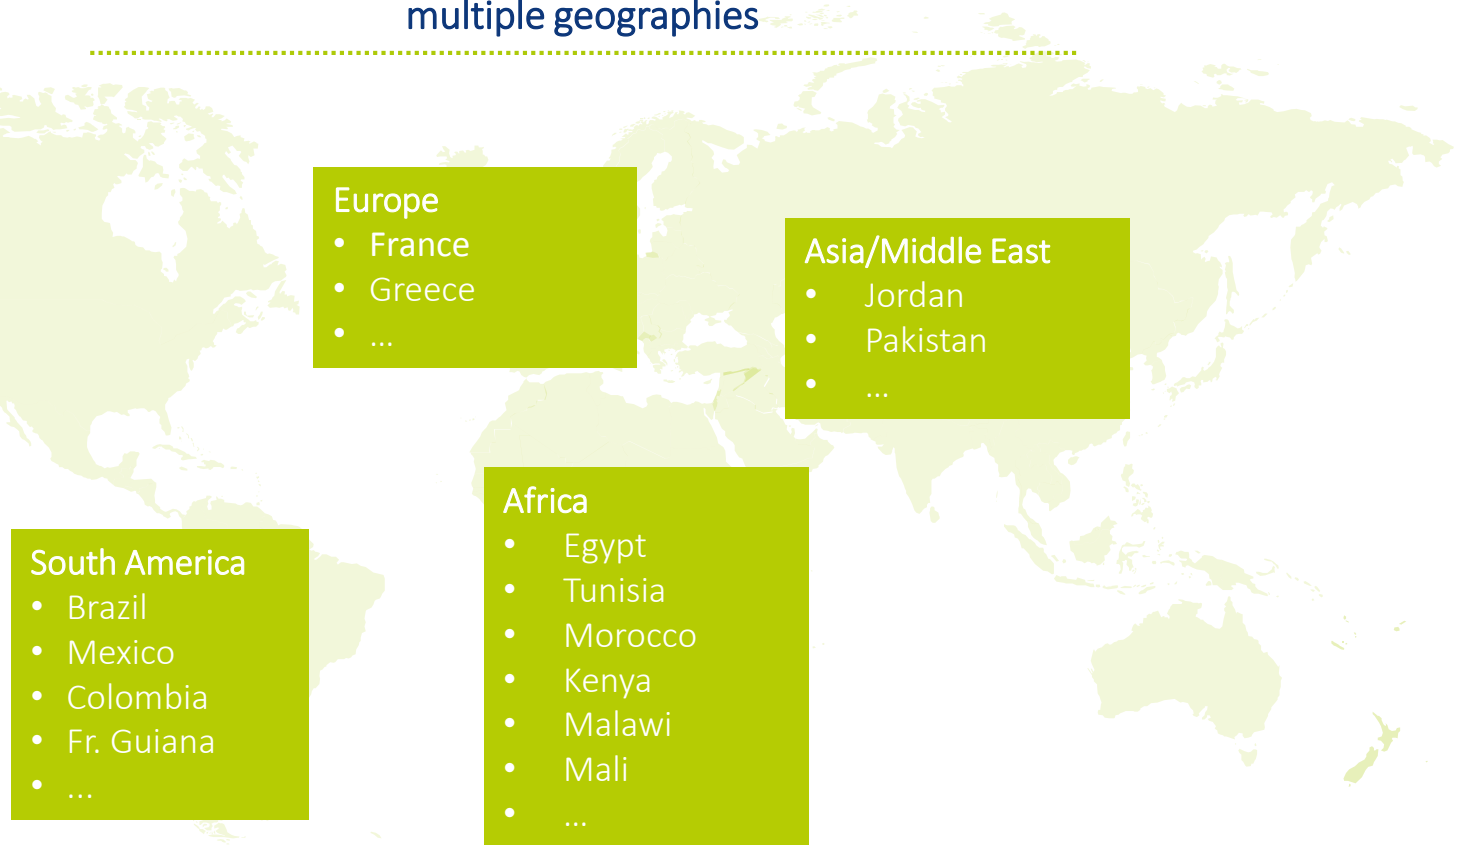 multiple geographies
Europe
• France
• Greece
• ...
Asia/Middle East
• Jordan
• Pakistan
• ...
Africa
• Egypt
• Tunisia
• Morocco
• Kenya
• Malawi
• Mali
• ...
South America
• Brazil
• Mexico
• Colombia
• Fr. Guiana
• ...